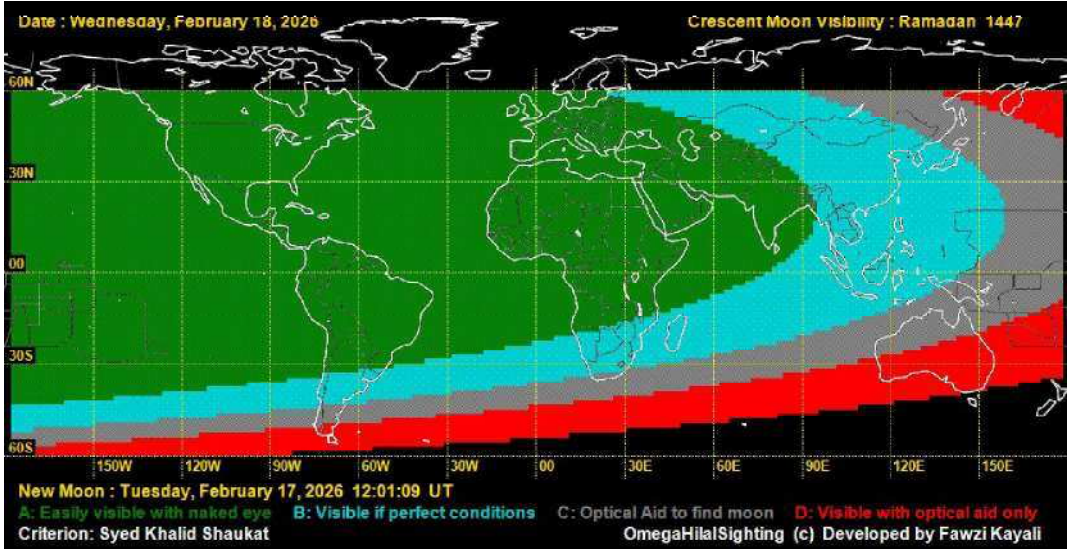 Date : Wednesday, February 18, 2026
Crescent Moon Visibility : Ramadan 1447
60N
30N
00
30S
60S
150W 120W 90W 60W 30W 00 30E 60E 90E 120E 150E
New Moon : Tuesday, February 17, 2026 12:01:09 UT
A: Easily visible with naked eye B: Visible if perfect conditions C: Optical Aid to find moon D: Visible with optical aid only
Criterion: Syed Khalid Shaukat OmegaHilalSighting (c) Developed by Fawzi Kayali